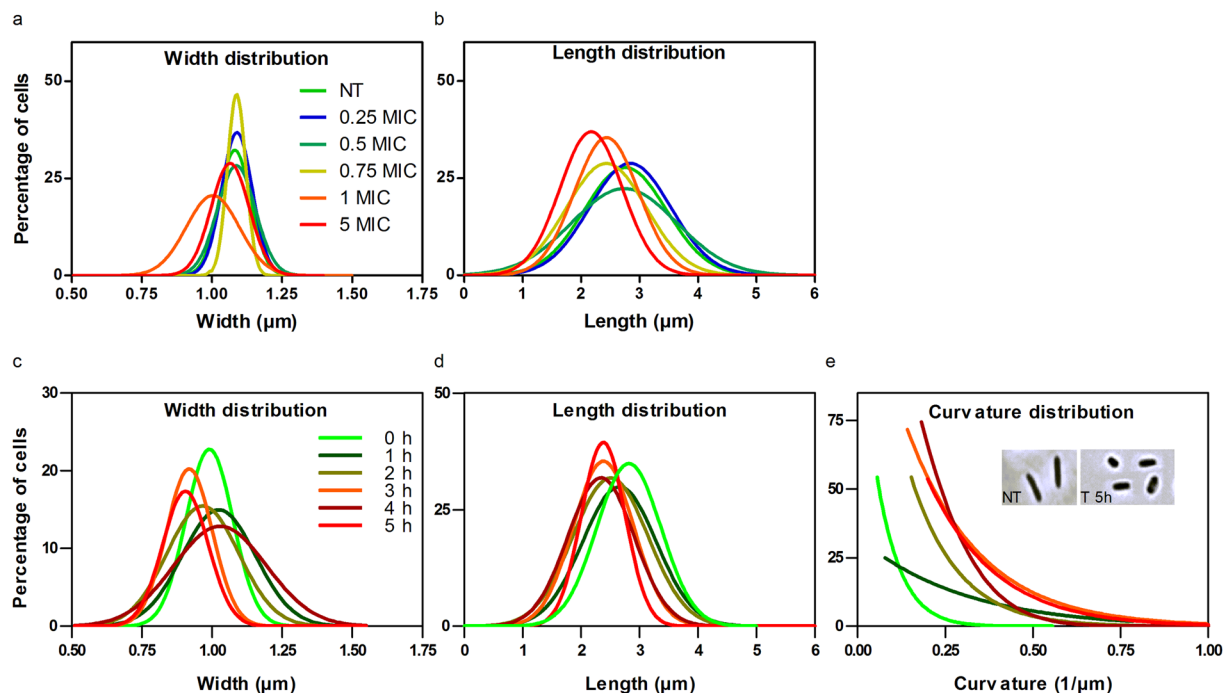 a
Width distribution
Percentage of cells
50
25
0
0.50
0.75
1.00
1.25
1.50
1.75
Width (µm)
NT
0.25 MIC
0.5 MIC
0.75 MIC
1 MIC
5 MIC
b
Length distribution
50
25
0
0
1
2
3
4
5
6
Length (µm)
c
Width distribution
Percentage of cells
30
20
10
0
0.50
0.75
1.00
1.25
1.50
1.75
Width (µm)
0 h
1 h
2 h
3 h
4 h
5 h
d
Length distribution
50
25
0
0
1
2
3
4
5
6
Length (µm)
e
Curvature distribution
75
50
25
0
0.00
0.25
0.50
0.75
1.00
Curvature (1/µm)
NT
T 5h